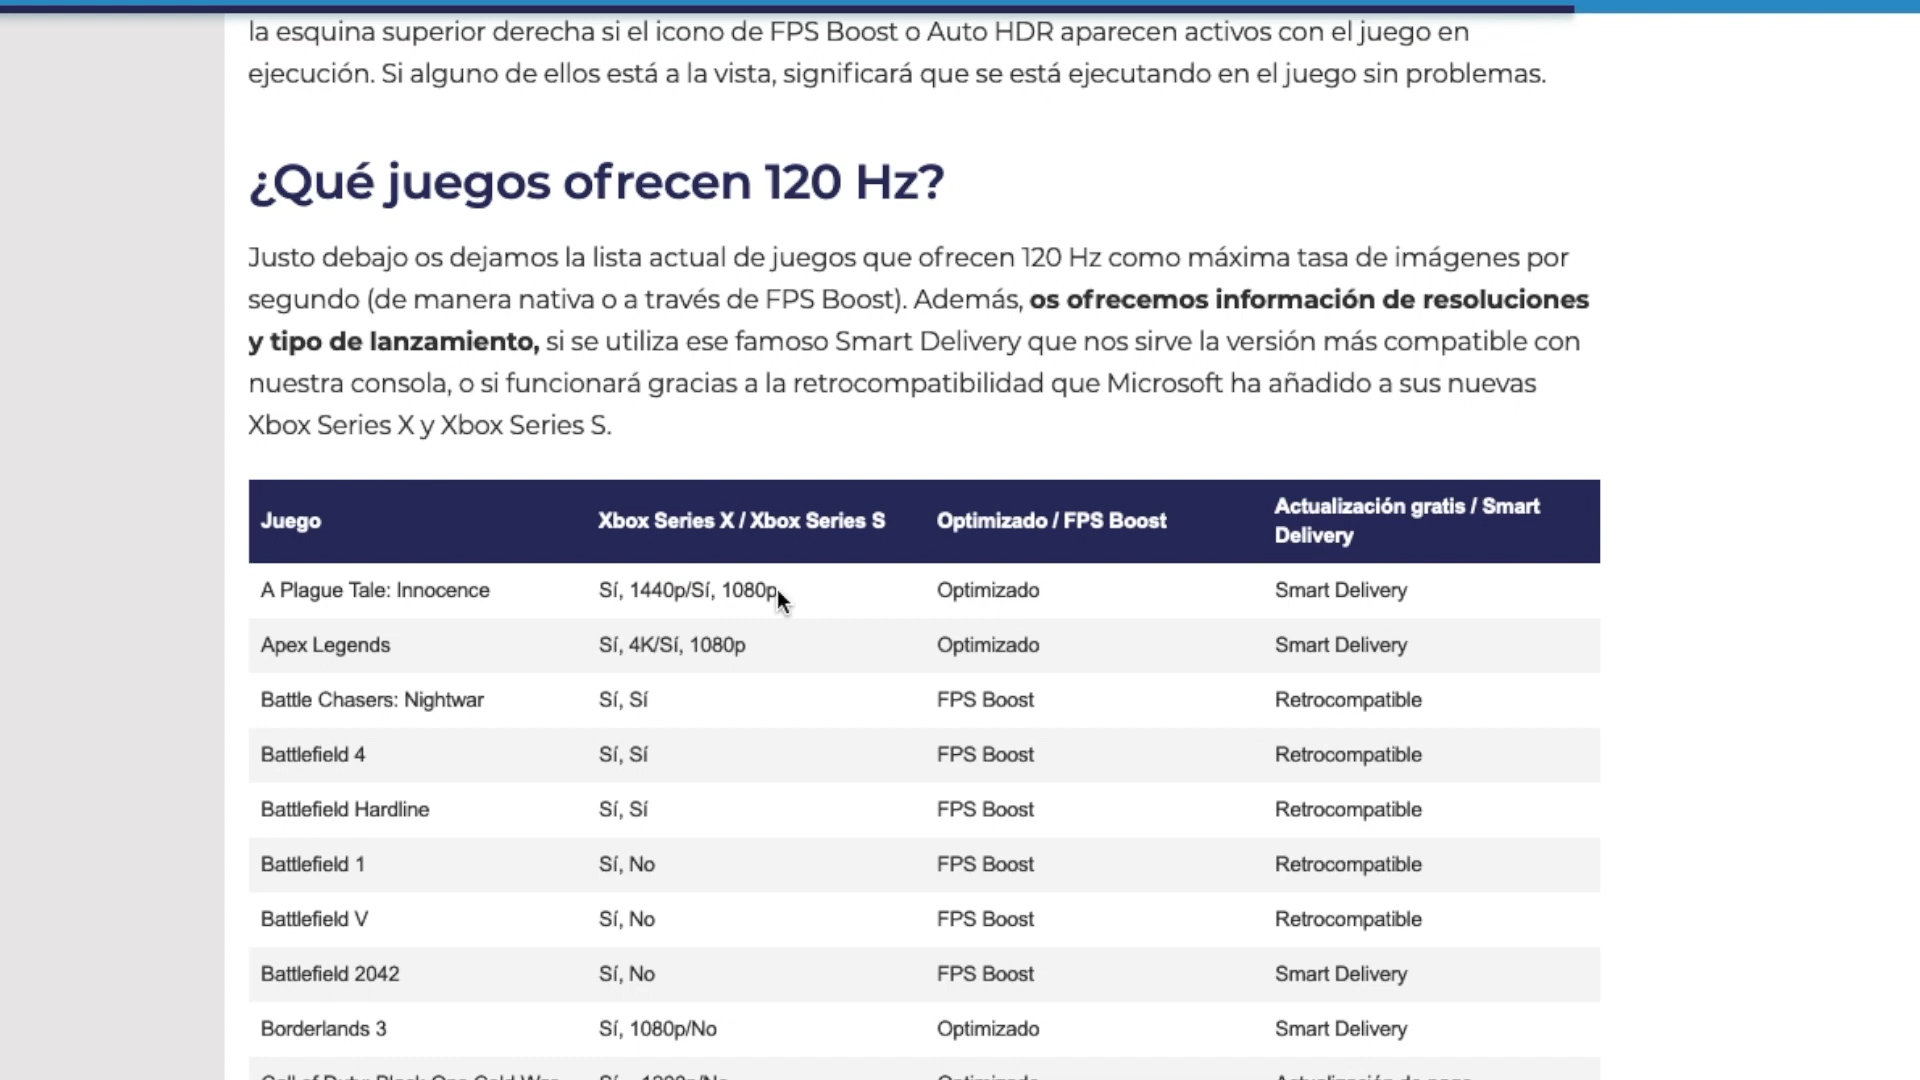 la esquina superior derecha si el icono de FPS Boost o Auto HDR aparecen activos con el juego en
ejecución. Si alguno de ellos está a la vista, significará que se está ejecutando en el juego sin problemas.
¿Qué juegos ofrecen 120 Hz?
Justo debajo os dejamos la lista actual de juegos que ofrecen 120 Hz como máxima tasa de imágenes por
segundo (de manera nativa o a través de FPS Boost). Además, os ofrecemos información de resoluciones
y tipo de lanzamiento, si se utiliza ese famoso Smart Delivery que nos sirve la versión más compatible con
nuestra consola, o si funcionará gracias a la retrocompatibilidad que Microsoft ha añadido a sus nuevas
Xbox Series X y Xbox Series S.
Juego Xbox Series X / Xbox Series S Optimizado / FPS Boost Actualización gratis / Smart
Delivery
A Plague Tale: Innocence Sí, 1440p/Sí, 1080p Optimizado Smart Delivery
Apex Legends Sí, 4K/Sí, 1080p Optimizado Smart Delivery
Battle Chasers: Nightwar Sí, Sí FPS Boost Retrocompatible
Battlefield 4 Sí, Sí FPS Boost Retrocompatible
Battlefield Hardline Sí, Sí FPS Boost Retrocompatible
Battlefield 1 Sí, No FPS Boost Retrocompatible
Battlefield V Sí, No FPS Boost Retrocompatible
Battlefield 2042 Sí, No FPS Boost Smart Delivery
Borderlands 3 Sí, 1080p/No Optimizado Smart Delivery